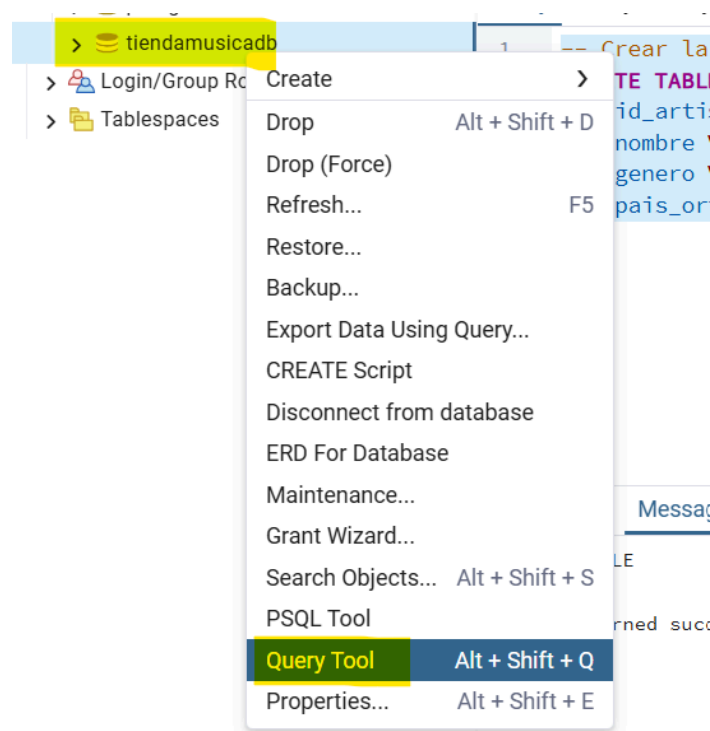 tiendamusicadb
Login/Group Ro
Tablespaces
1 -- Crear la
TE TABLE
id_artis
nombre
genero
pais_or
Create
Drop Alt + Shift + D
Drop (Force)
Refresh... F5
Restore...
Backup...
Export Data Using Query...
CREATE Script
Disconnect from database
ERD For Database
Maintenance...
Grant Wizard...
Search Objects... Alt + Shift + S
PSQL Tool
Query Tool Alt + Shift + Q
Properties... Alt + Shift + E
Messag
LE
rned succ